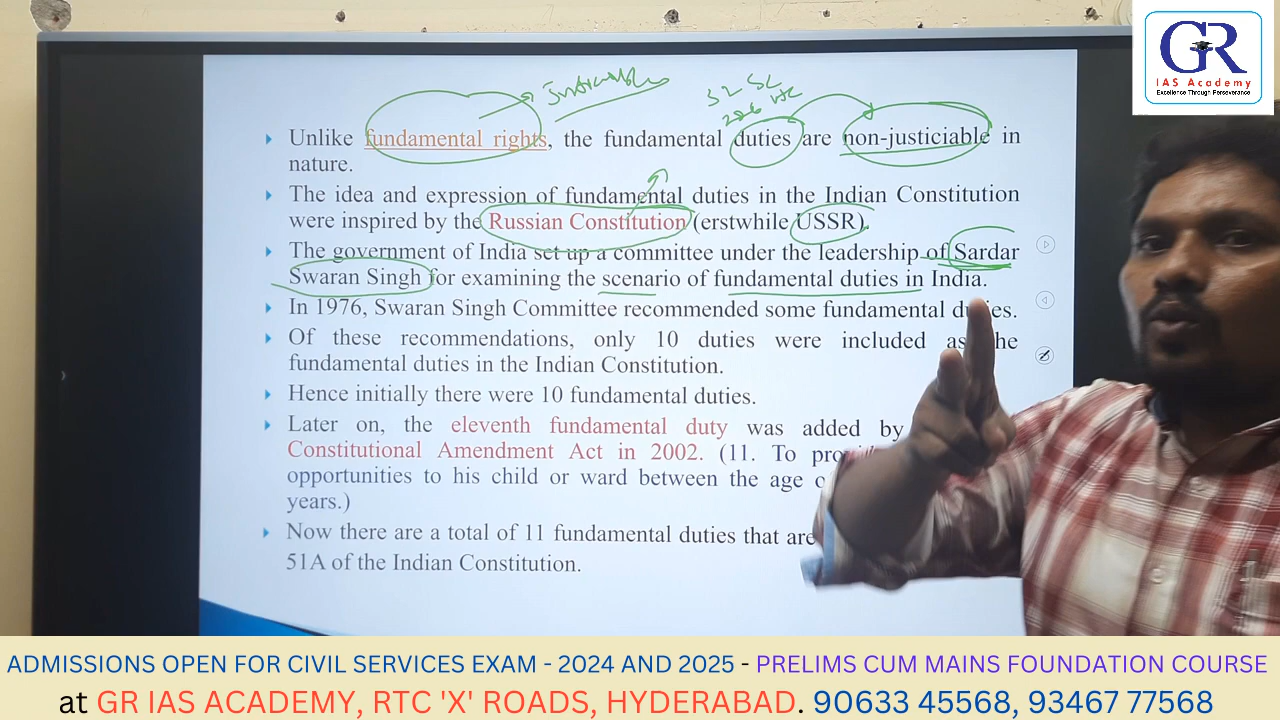 GR
IAS Academy
Excellence Through Perseverance
Justiciable
32 SC
226 HC
Unlike fundamental rights, the fundamental duties are non-justiciable in
nature.
The idea and expression of fundamental duties in the Indian Constitution
were inspired by the Russian Constitution (erstwhile USSR).
The government of India set up a committee under the leadership of Sardar
Swaran Singh for examining the scenario of fundamental duties in India.
In 1976, Swaran Singh Committee recommended some fundamental duties.
Of these recommendations, only 10 duties were included as the
fundamental duties in the Indian Constitution.
Hence initially there were 10 fundamental duties.
Later on, the eleventh fundamental duty was added by
Constitutional Amendment Act in 2002. (11. To
opportunities to his child or ward between the age
years.)
Now there are a total of 11 fundamental duties that are
51A of the Indian Constitution.
ADMISSIONS OPEN FOR CIVIL SERVICES EXAM - 2024 AND 2025 - PRELIMS CUM MAINS FOUNDATION COURSE
at GR IAS ACADEMY, RTC 'X' ROADS, HYDERABAD. 90633 45568, 93467 77568